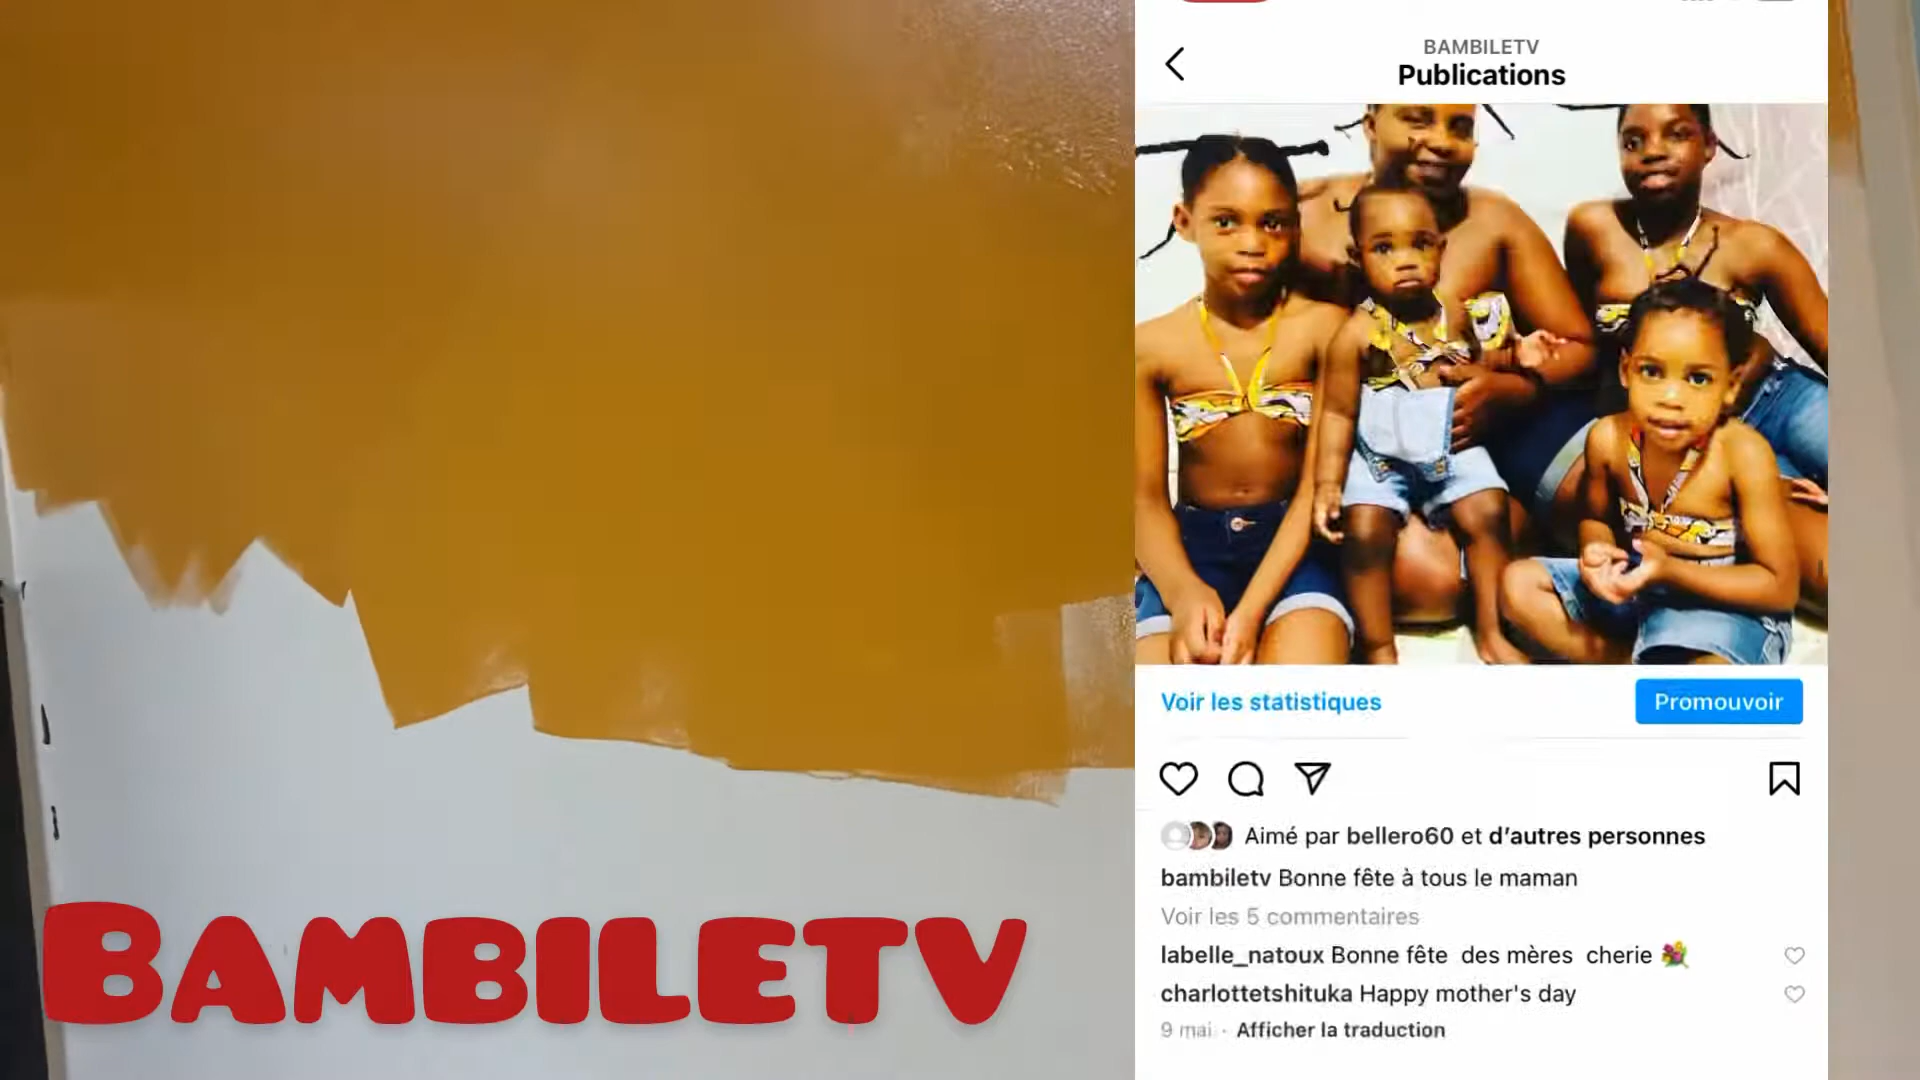 BAMBILETV
BAMBILETV
Publications
Voir les statistiques
Promouvoir
Aimé par bellero60 et d'autres personnes
bambiletv Bonne fête à tous le maman
Voir les 5 commentaires
labelle_natoux Bonne fête des mères cherie
charlottetshituka Happy mother's day
9 mai · Afficher la traduction